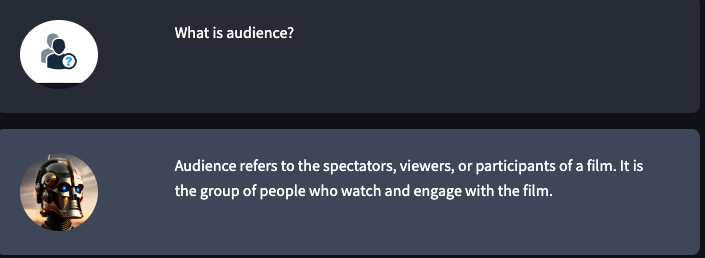 What is audience?
Audience refers to the spectators, viewers, or participants of a film. It is
the group of people who watch and engage with the film.